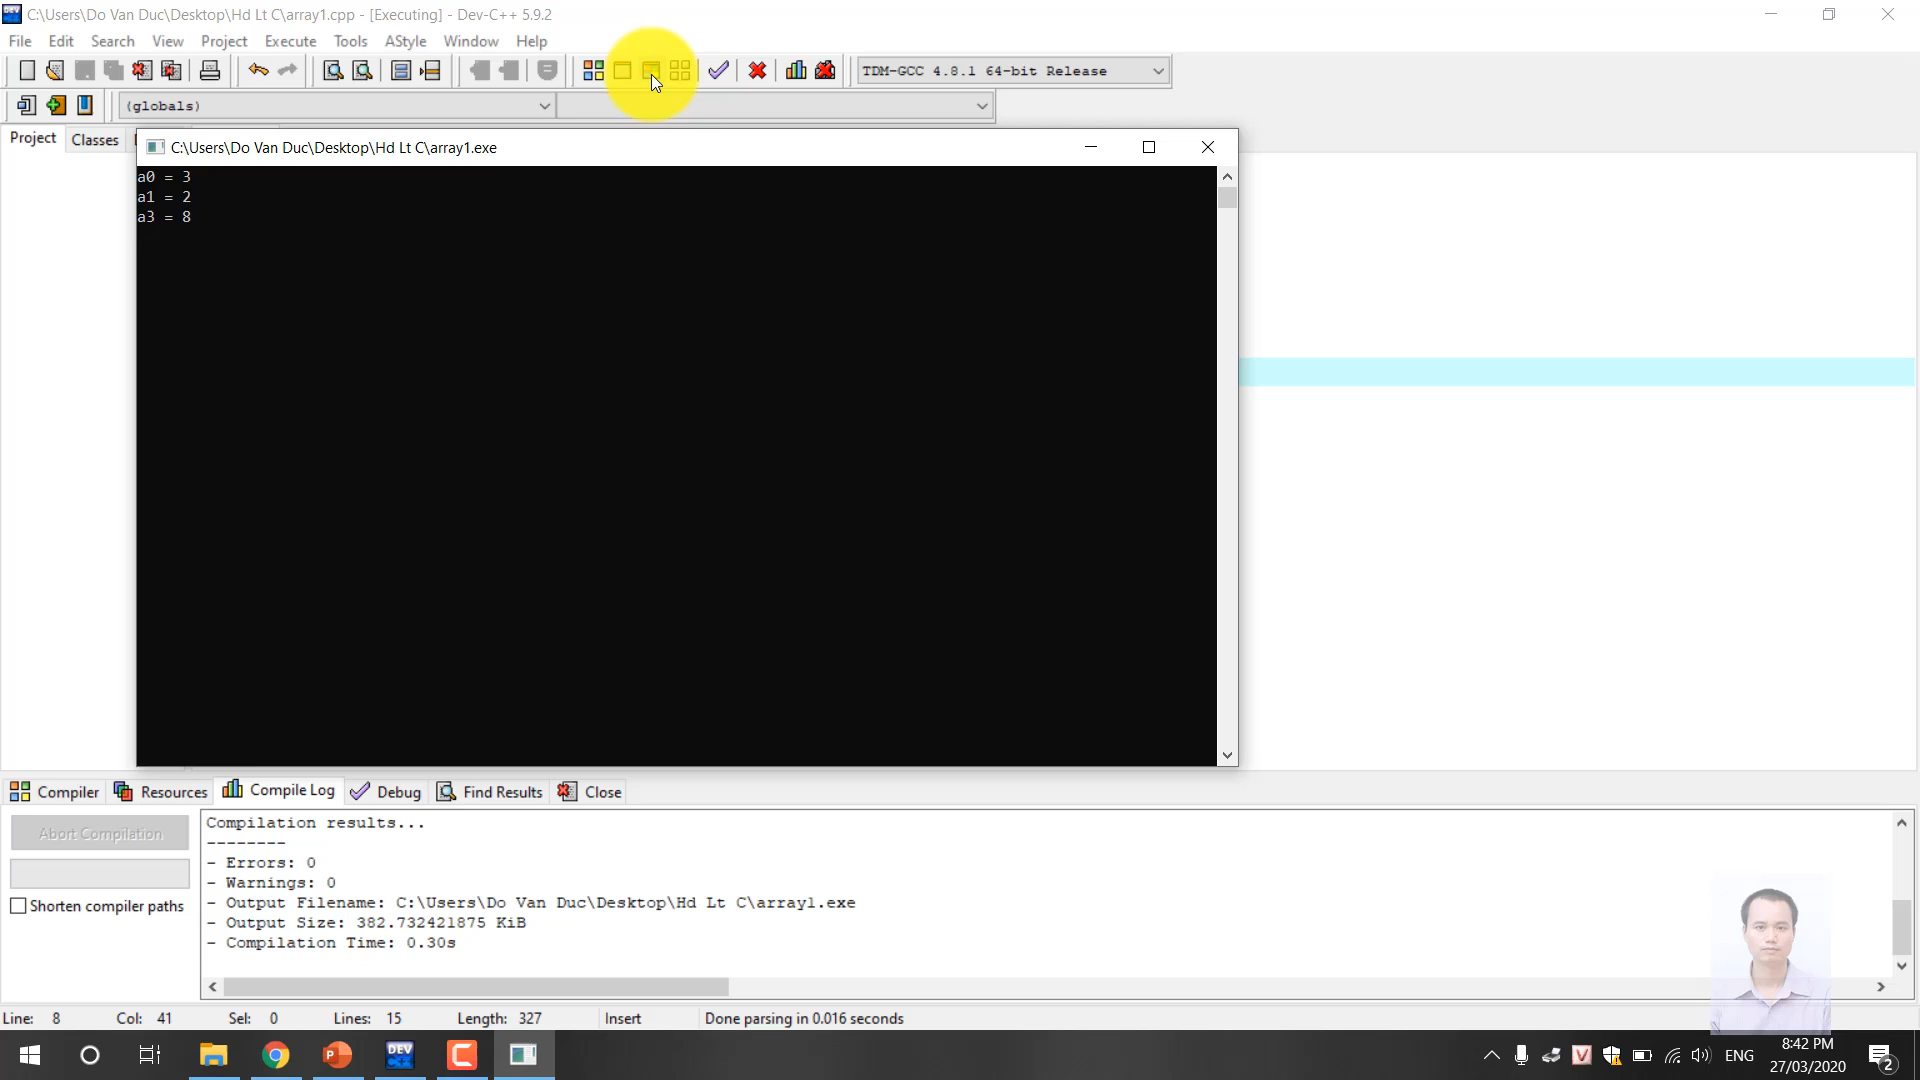 C:\Users\Do Van Duc\Desktop\Hd Lt C\array1.cpp - [Executing] - Dev-C++ 5.9.2
File Edit Search View Project Execute Tools AStyle Window Help
TDM-GCC 4.8.1 64-bit Release
(globals)
Project Classes
C:\Users\Do Van Duc\Desktop\Hd Lt C\array1.exe
a0 = 3
a1 = 2
a3 = 8
Compiler Resources Compile Log Debug Find Results Close
Abort Compilation
Shorten compiler paths
Compilation results...
--------
- Errors: 0
- Warnings: 0
- Output Filename: C:\Users\Do Van Duc\Desktop\Hd Lt C\array1.exe
- Output Size: 382.732421875 KiB
- Compilation Time: 0.30s
Line: 8 Col: 41 Sel: 0 Lines: 15 Length: 327 Insert Done parsing in 0.016 seconds
DEV
ENG
8:42 PM
27/03/2020
2